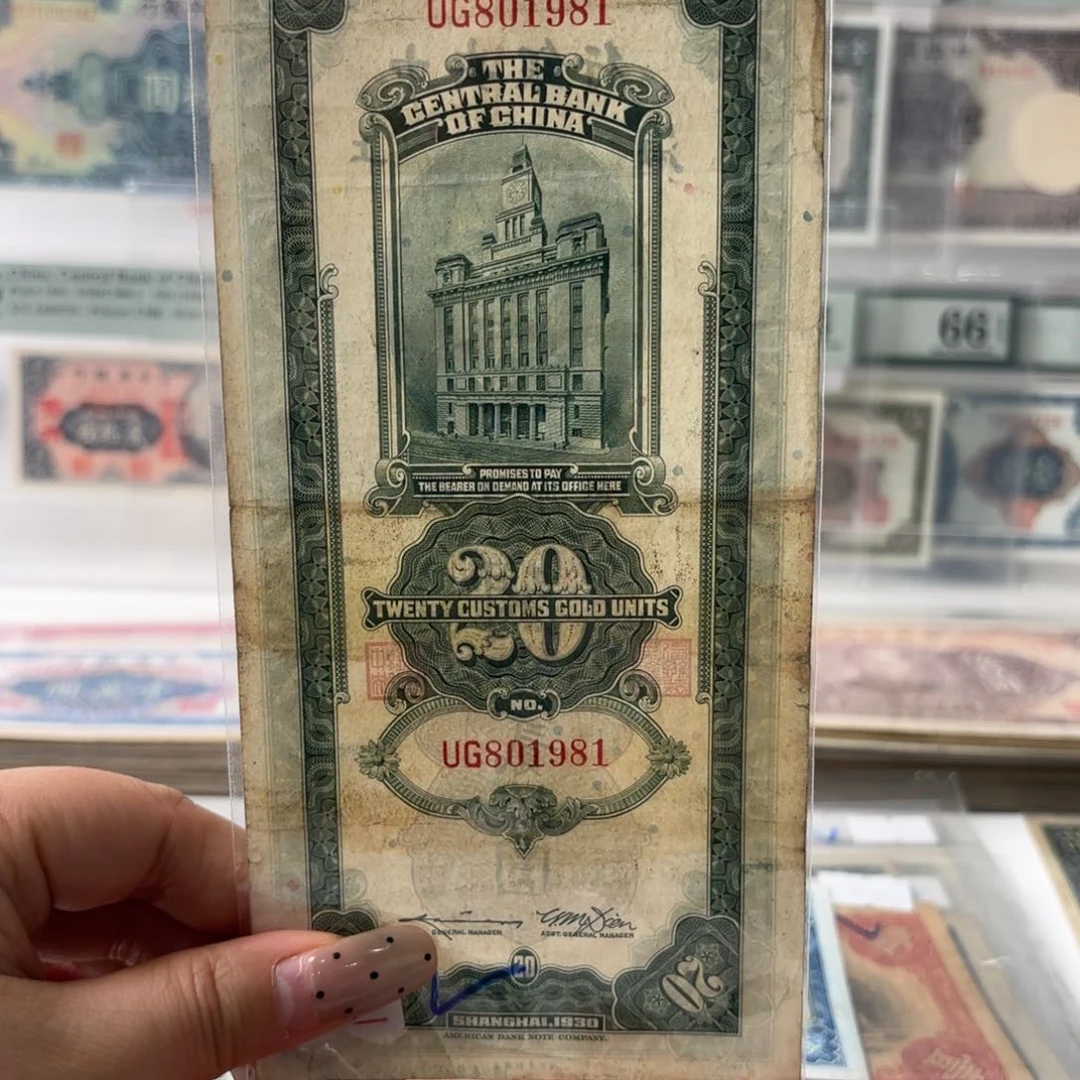 UG801981
THE
CENTRAL BANK
OF CHINA
PROMISES TO PAY
THE BEARER ON DEMAND AT ITS OFFICE HERE
20
TWENTY CUSTOMS GOLD UNITS
NO.
UG801981
GENERAL MANAGER
ASST. GENERAL MANAGER
20
20
SHANGHAI, 1930
AMERICAN BANK NOTE COMPANY.
66